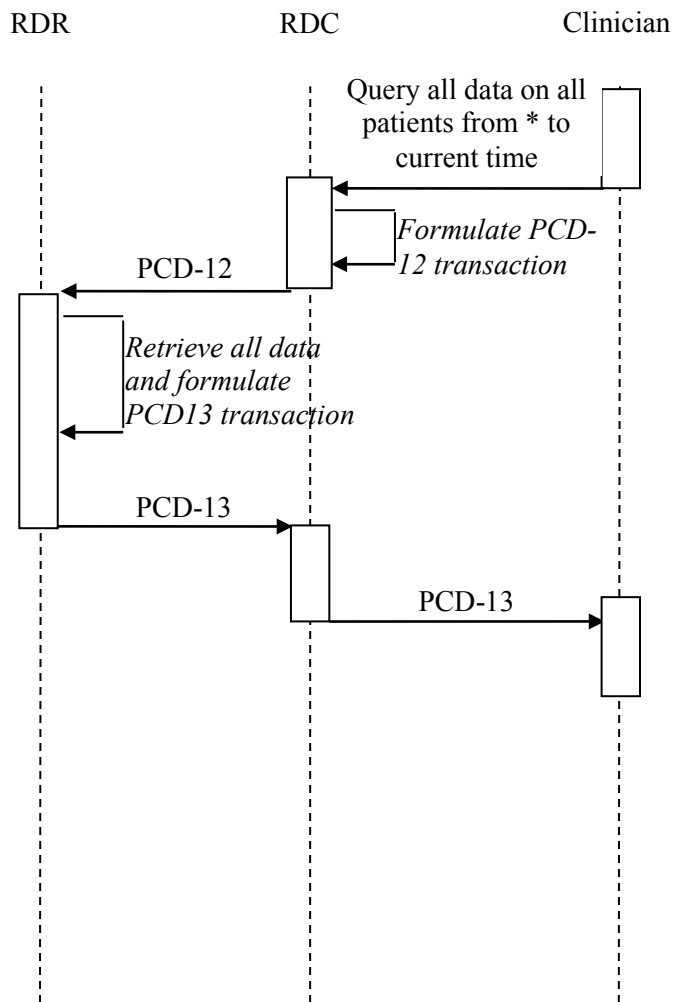 RDR
RDC
Clinician
Query all data on all
patients from * to
current time
Formulate PCD-
12 transaction
PCD-12
Retrieve all data
and formulate
PCD13 transaction
PCD-13
PCD-13